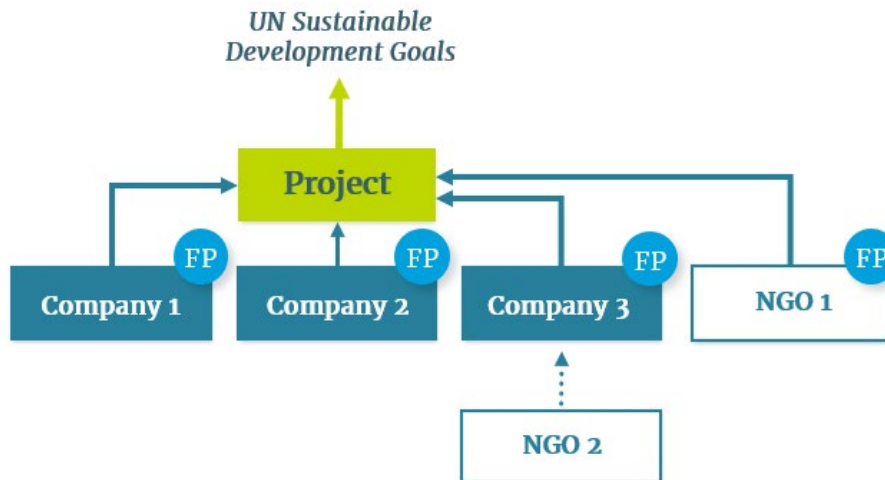 UN Sustainable
Development Goals
Project
FP
FP
FP
FP
Company 1
Company 2
Company 3
NGO 1
NGO 2